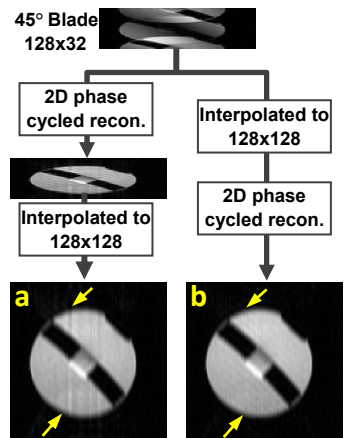 45° Blade
128x32
2D phase
cycled recon.
Interpolated to
128x128
a
Interpolated to
128x128
2D phase
cycled recon.
b